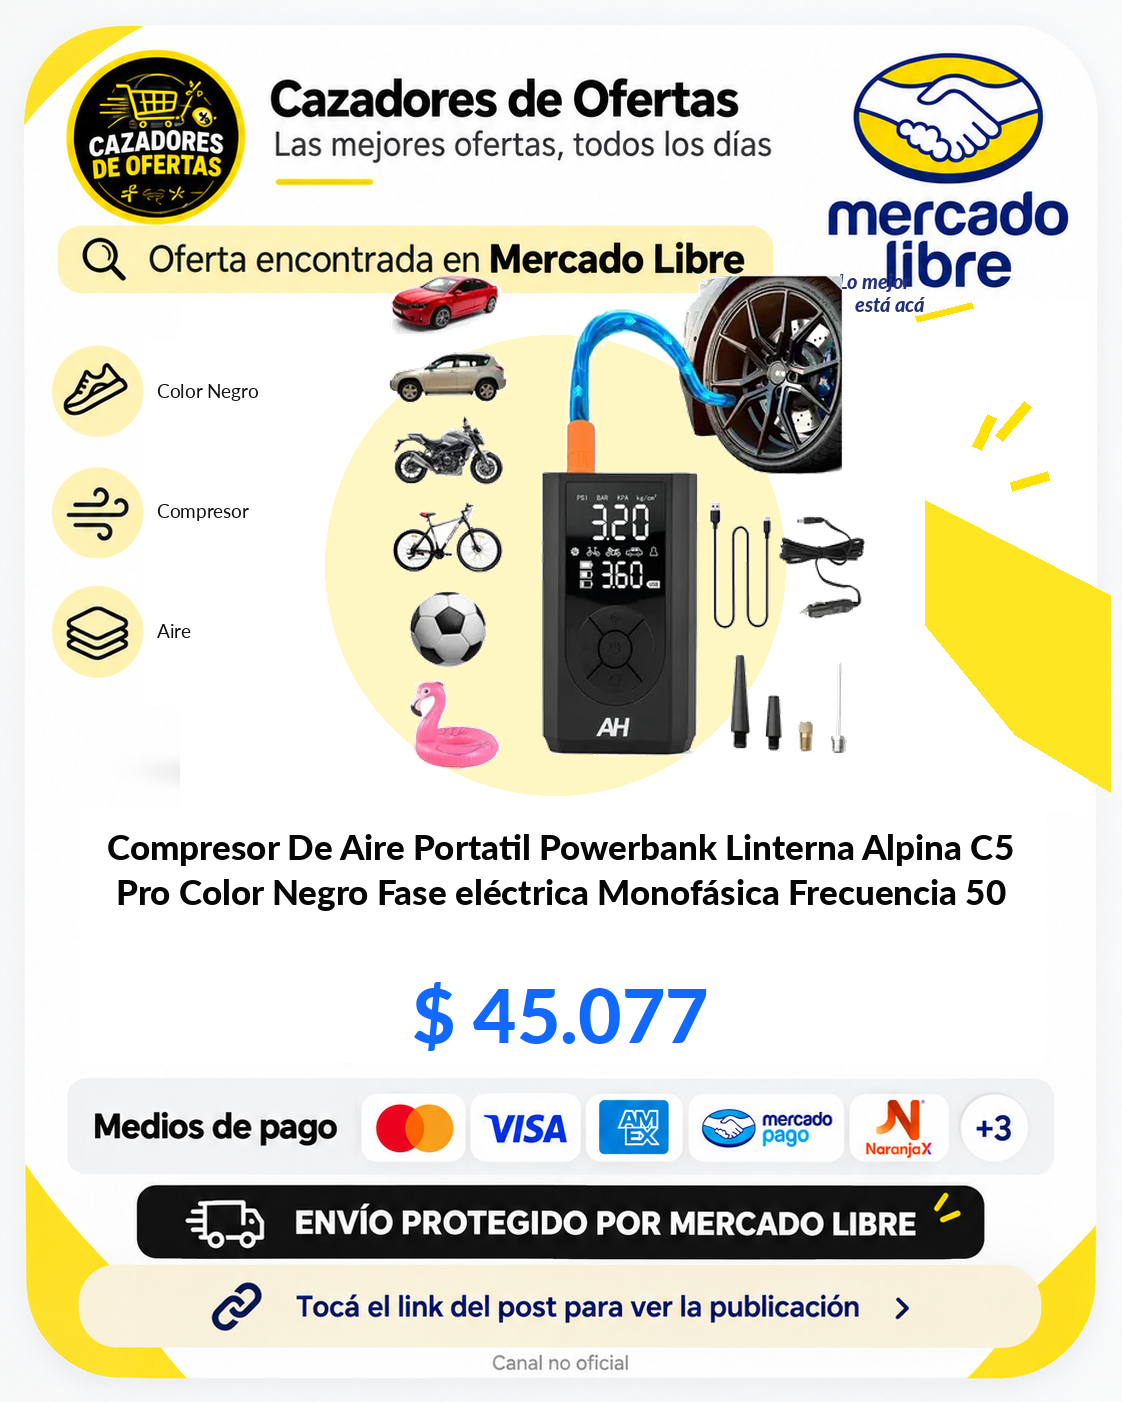 CAZADORES
DE OFERTAS
Cazadores de Ofertas
Las mejores ofertas, todos los días
mercado
libre
Lo mejor
está acá
Oferta encontrada en Mercado Libre
Color Negro
Compresor
Aire
PSI BAR KPA kg/cm²
3.20
3.60
USB
AH
Compresor De Aire Portatil Powerbank Linterna Alpina C5
Pro Color Negro Fase eléctrica Monofásica Frecuencia 50
$ 45.077
Medios de pago
VISA
AM
EX
mercado
pago
NaranjaX
+3
ENVÍO PROTEGIDO POR MERCADO LIBRE
Tocá el link del post para ver la publicación
Canal no oficial